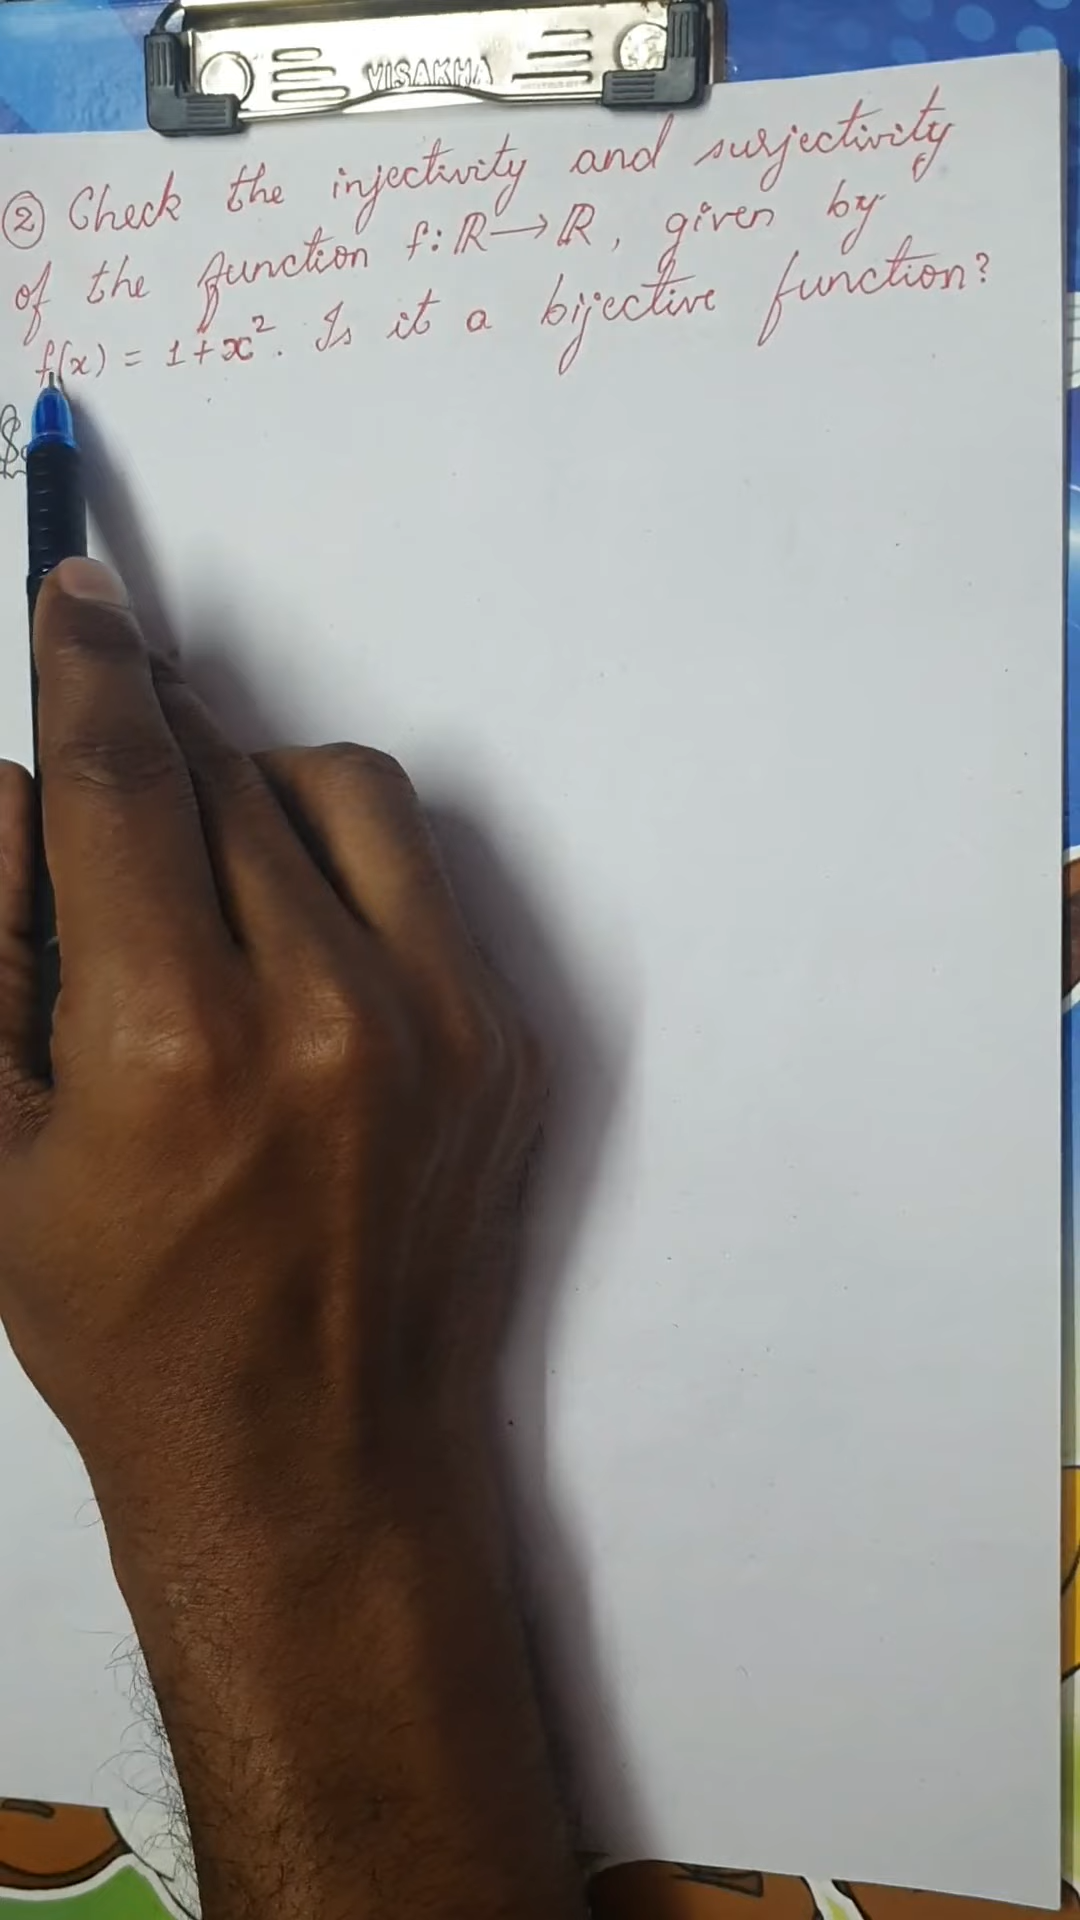 VISAKHA
② Check the injectivity and surjectivity
of the function f: ℝ→ℝ, given by
f(x) = 1+x². Is it a bijective function?